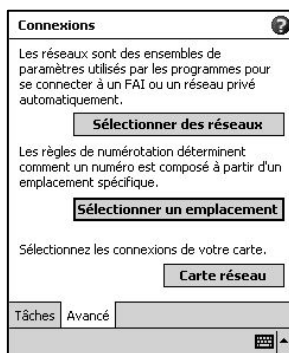 Connexions
Les réseaux sont des ensembles de
paramètres utilisés par les programmes pour
se connecter à un FAI ou un réseau privé
automatiquement.
Sélectionner des réseaux
Les règles de numérotation déterminent
comment un numéro est composé à partir d'un
emplacement spécifique.
Sélectionner un emplacement
Sélectionnez les connexions de votre carte.
Carte réseau
Tâches Avancé